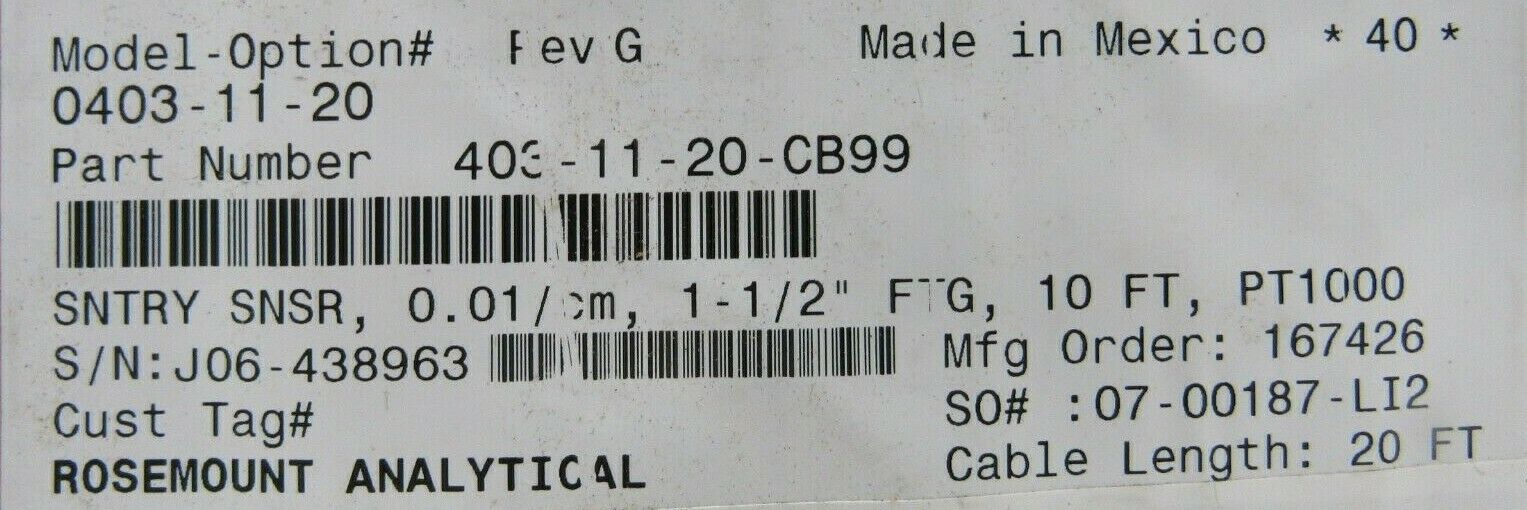 Model-Option# Rev G Made in Mexico * 40 *
0403-11-20
Part Number 403-11-20-CB99
SNTRY SNSR, 0.01/cm, 1-1/2" FTG, 10 FT, PT1000
S/N:J06-438963 Mfg Order: 167426
Cust Tag# SO# :07-00187-LI2
ROSEMOUNT ANALYTICAL Cable Length: 20 FT